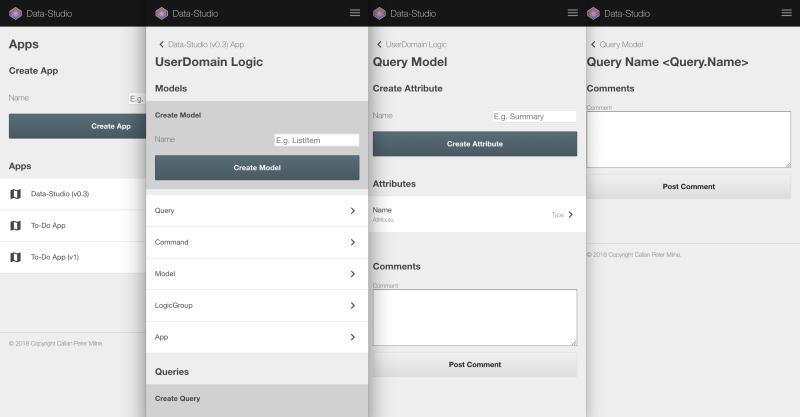 Data-Studio
Apps
Create App
Name
E.g.
Create App
Apps
Data-Studio (v0.3)
To-Do App
To-Do App (v1)
© 2018 Copyright Calian Peter Milne.
Data-Studio
Data-Studio (v0.3) App
UserDomain Logic
Models
Create Model
Name
E.g. ListItem
Create Model
Query
Command
Model
LogicGroup
App
Queries
Create Query
Data-Studio
UserDomain Logic
Query Model
Create Attribute
Name
E.g. Summary
Create Attribute
Attributes
Name
Type
Attribute
Comments
Comment
Post Comment
Data-Studio
Query Model
Query Name <Query.Name>
Comments
Comment
Post Comment
© 2018 Copyright Calian Peter Milne.